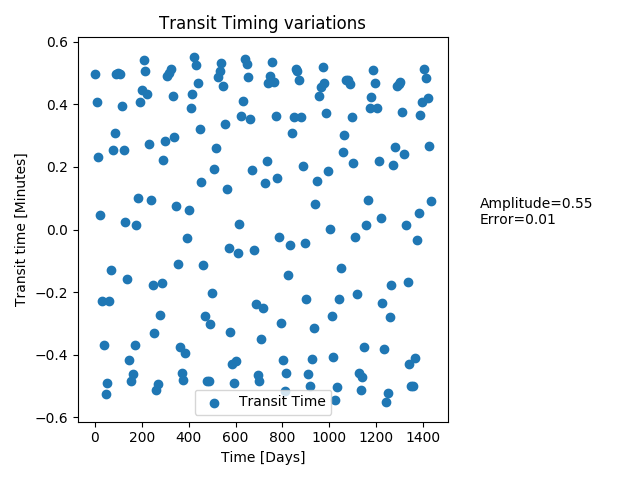 Transit Timing variations
0.6
0.4
0.2
0.0
−0.2
−0.4
−0.6
Transit time [Minutes]
Amplitude=0.55
Error=0.01
Transit Time
0 200 400 600 800 1000 1200 1400
Time [Days]